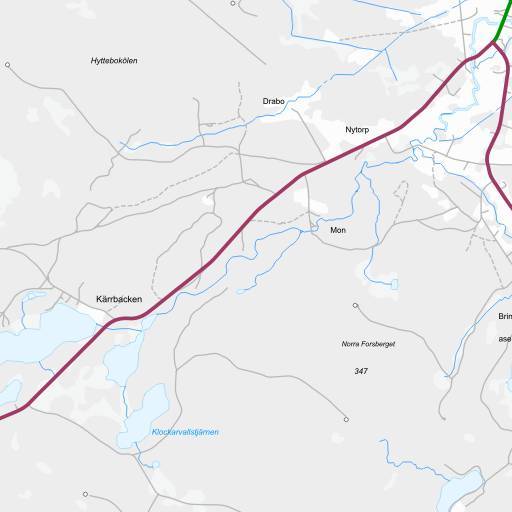 Hyttebokölen
Drabo
Nytorp
Mon
Kärrbacken
Brin
Norra Forsberget
ase
347
Klockarvallstjärnen